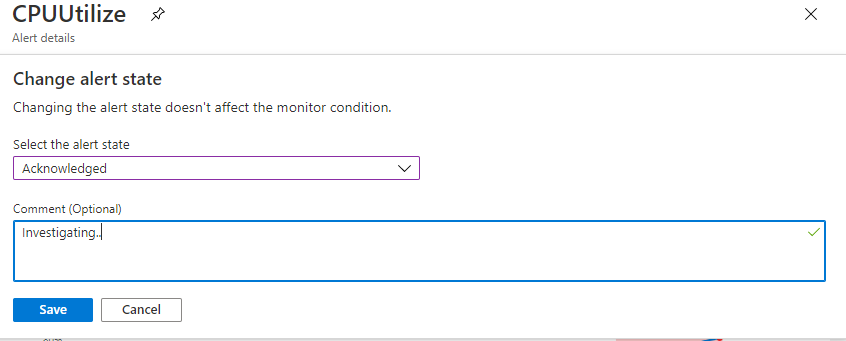 CPUUtilize
Alert details
Change alert state
Changing the alert state doesn't affect the monitor condition.
Select the alert state
Acknowledged
Comment (Optional)
Investigating..
Save
Cancel